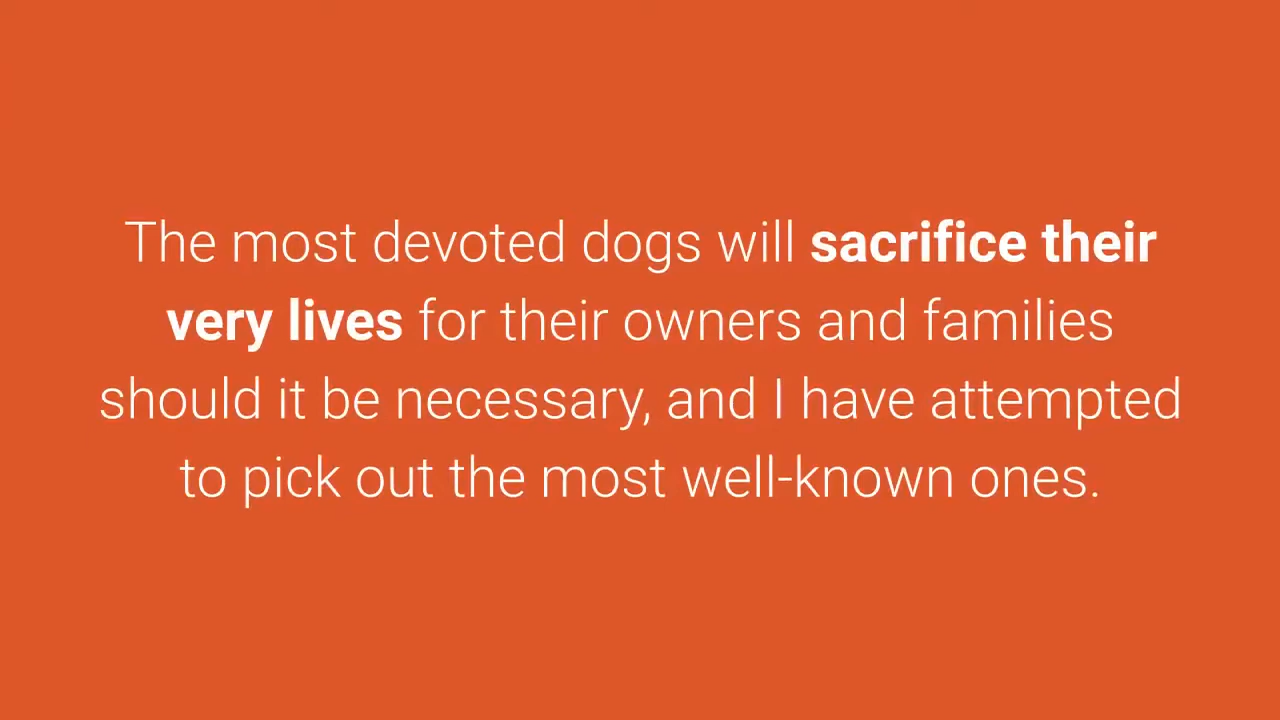 The most devoted dogs will sacrifice their
very lives for their owners and families
should it be necessary, and I have attempted
to pick out the most well-known ones.